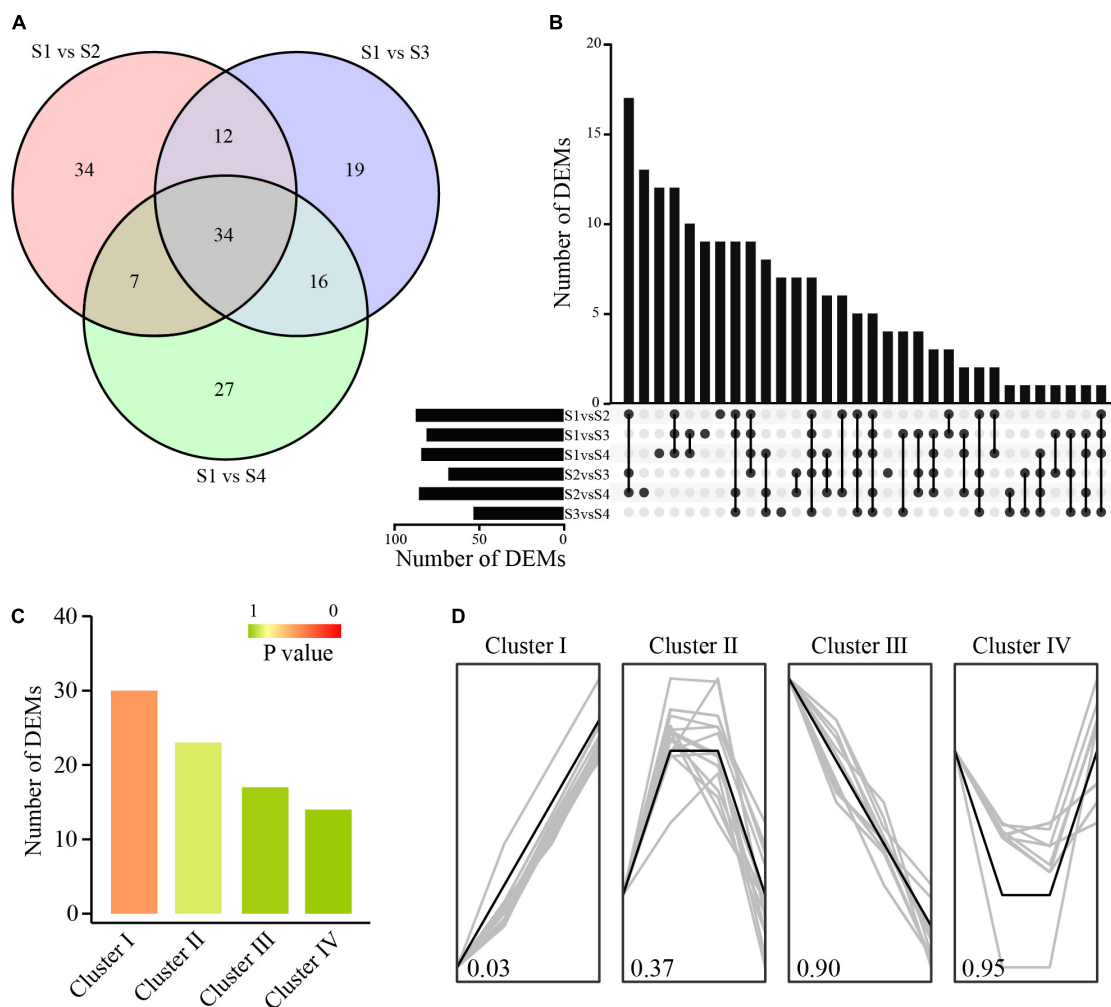 A
S1 vs S2
S1 vs S3
34
12
19
34
7
16
27
S1 vs S4
B
20
15
10
5
0
Number of DEMs
S1vsS2
S1vsS3
S1vsS4
S2vsS3
S2vsS4
S3vsS4
100
50
0
Number of DEMs
C
40
30
20
10
0
Number of DEMs
1
0
P value
Cluster I
Cluster II
Cluster III
Cluster IV
D
Cluster I
Cluster II
Cluster III
Cluster IV
0.03
0.37
0.90
0.95